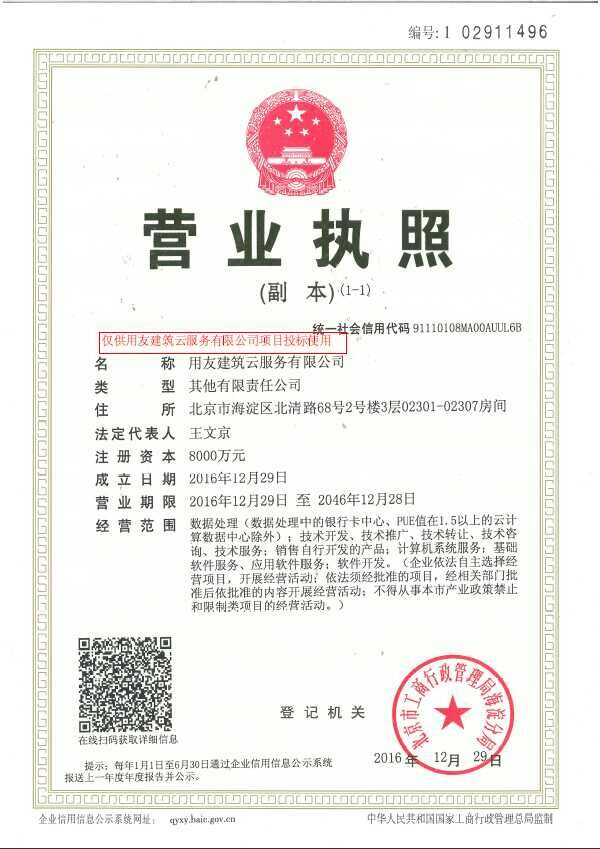 编号:1 02911496
营业执照
(副 本)(1-1)
统一社会信用代码 91110108MA00AUUL6B
仅供用友建筑云服务有限公司项目投标使用
名 称 用友建筑云服务有限公司
类 型 其他有限责任公司
住 所 北京市海淀区北清路68号2号楼3层02301-02307房间
法定代表人 王文京
注册资本 8000万元
成立日期 2016年12月29日
营业期限 2016年12月29日 至 2046年12月28日
经营范围 数据处理(数据处理中的银行卡中心、PUE值在1.5以上的云计
算数据中心除外);技术开发、技术推广、技术转让、技术咨
询、技术服务;销售自行开发的产品;计算机系统服务;基础
软件服务、应用软件服务;软件开发。(企业依法自主选择经
营项目,开展经营活动;依法须经批准的项目,经相关部门批
准后依批准的内容开展经营活动;不得从事本市产业政策禁止
和限制类项目的经营活动。)
在线扫码获取详细信息
登记机关
北京市工商行政管理局海淀分局
2016年 12月 29日
提示:每年1月1日至6月30日通过企业信用信息公示系统
报送上一年度年度报告并公示。
企业信用信息公示系统网址: qyxy.baic.gov.cn
中华人民共和国国家工商行政管理总局监制